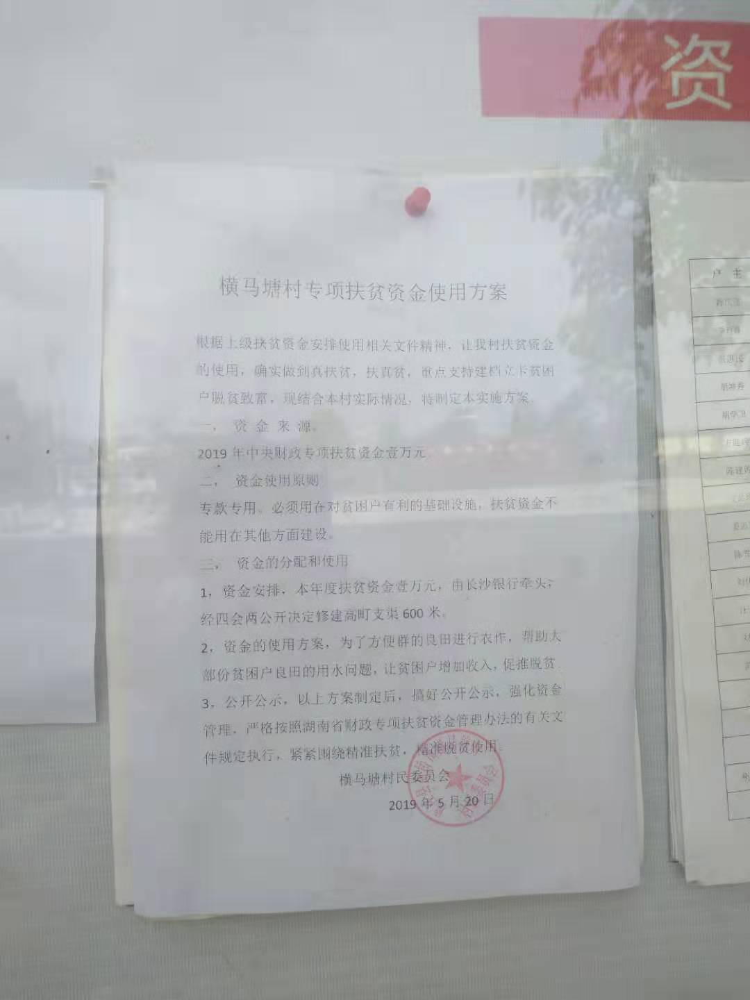 资
横马塘村专项扶贫资金使用方案
根据上级扶贫资金安排使用相关文件精神，让我村扶贫资金
的使用，确实做到真扶贫，扶真贫，重点支持建档立卡贫困
户脱贫致富，现结合本村实际情况，特制定本实施方案.
一， 资 金 来 源。
2019 年中央财政专项扶贫资金壹万元.
二， 资金使用原则
专款专用。必须用在对贫困户有利的基础设施，扶贫资金不
能用在其他方面建设。
三， 资金的分配和使用
1，资金安排，本年度扶贫资金壹万元，由长沙银行牵头，
经四会两公开决定修建高町支渠 600 米。
2，资金的使用方案，为了方便群的良田进行农作，帮助大
部份贫困户良田的用水问题，让贫困户增加收入，促推脱贫.
3，公开公示，以上方案制定后，搞好公开公示，强化资金
管理，严格按照湖南省财政专项扶贫资金管理办法的有关文
件规定执行，紧紧围绕精准扶贫，精准脱贫使用。
横马塘村民委员会
2019 年 5 月 20 日
户 主